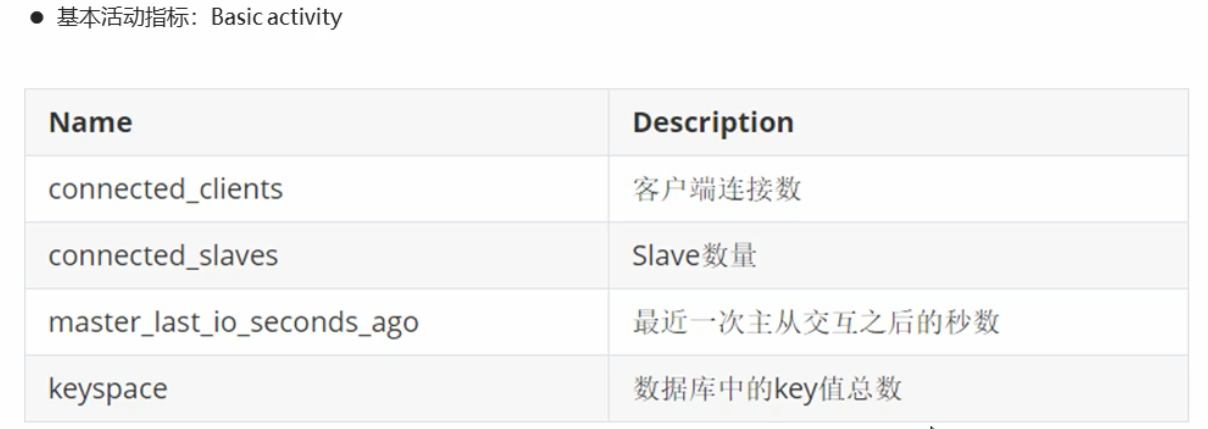 ● 基本活动指标：Basic activity
Name Description
connected_clients 客户端连接数
connected_slaves Slave数量
master_last_io_seconds_ago 最近一次主从交互之后的秒数
keyspace 数据库中的key值总数